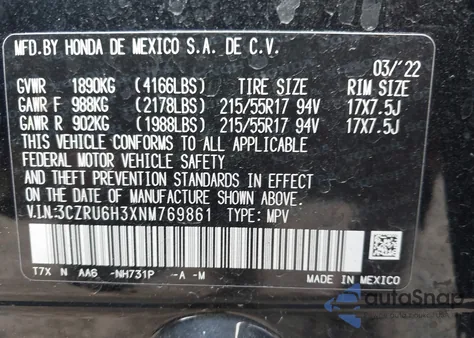 MFD.BY HONDA DE MEXICO S.A. DE C.V.
03/'22
GVWR 1890KG (4166LBS) TIRE SIZE RIM SIZE
GAWR F 988KG (2178LBS) 215/55R17 94V 17X7.5J
GAWR R 902KG (1988LBS) 215/55R17 94V 17X7.5J
THIS VEHICLE CONFORMS TO ALL APPLICABLE
FEDERAL MOTOR VEHICLE SAFETY
AND THEFT PREVENTION STANDARDS IN EFFECT
ON THE DATE OF MANUFACTURE SHOWN ABOVE.
V.I.N:3CZRU6H3XNM769861 TYPE: MPV
T7X N AA6 -NH731P -A -M
MADE IN MEXICO
autoSnap